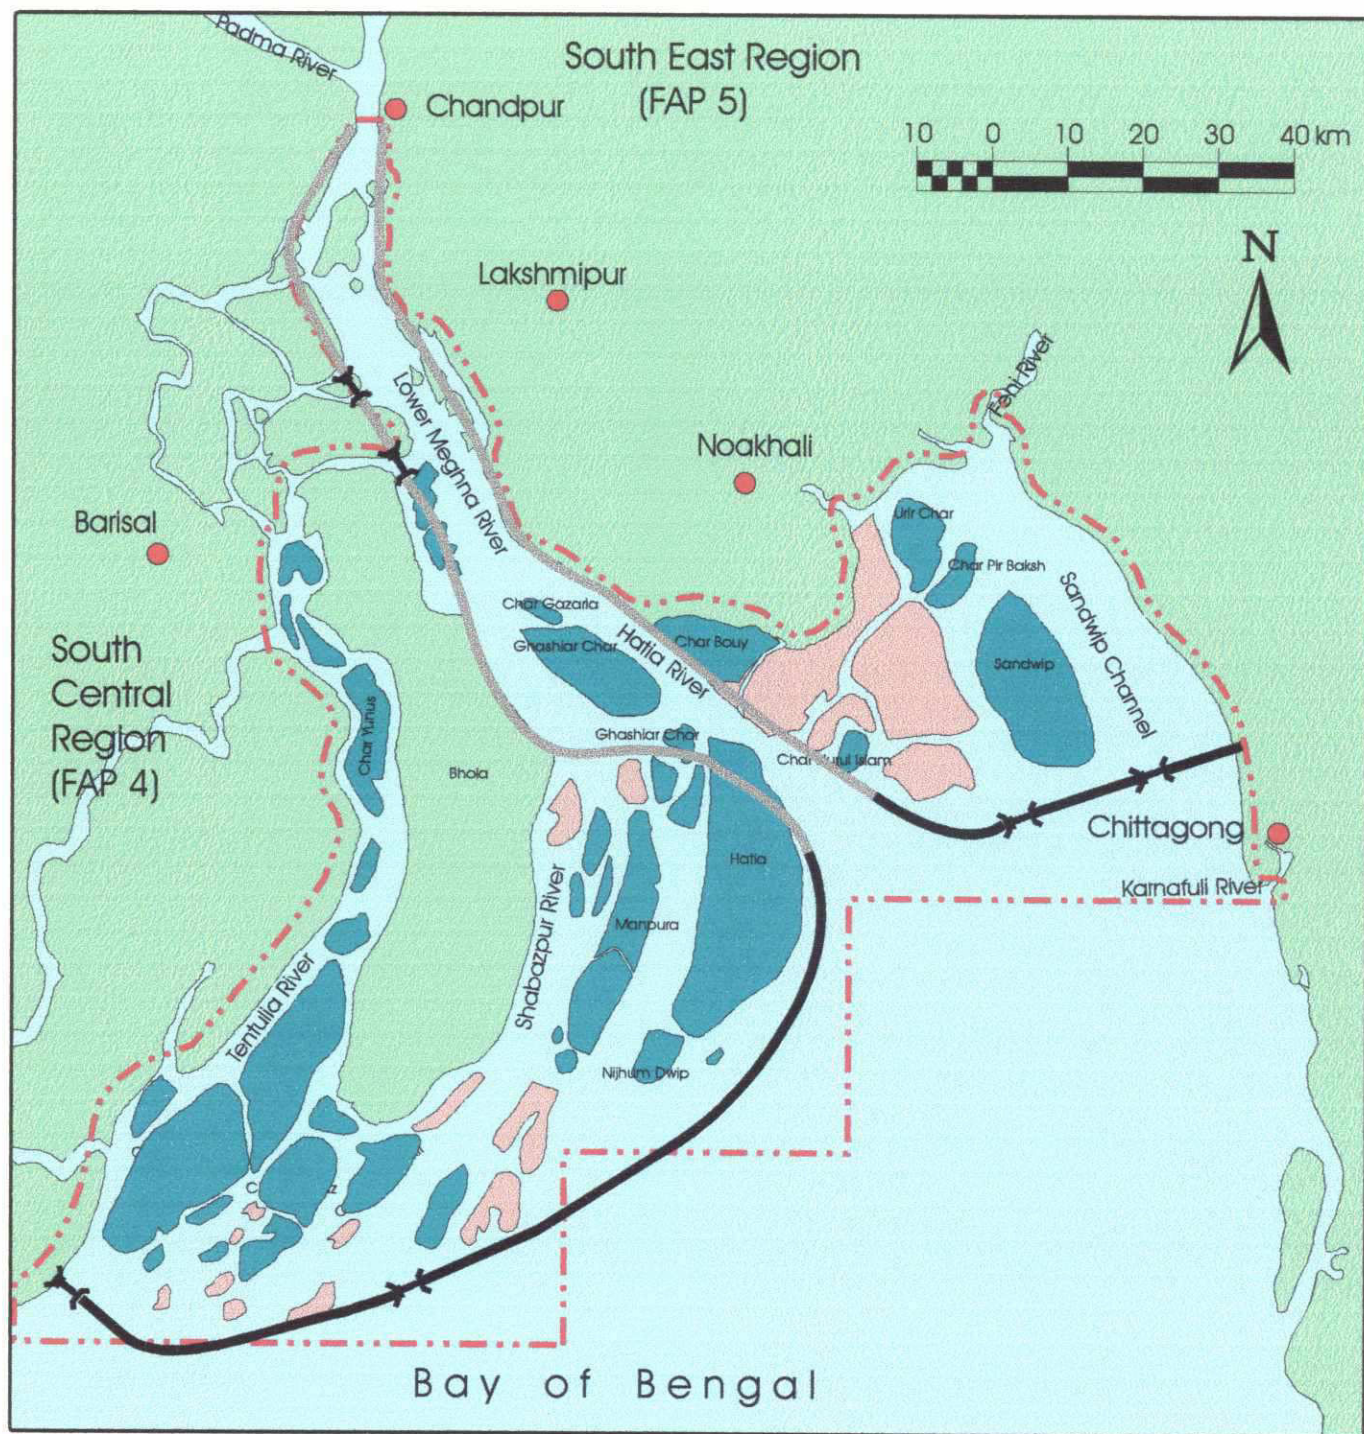 Padma River
South East Region
(FAP 5)
Chandpur
10 0 10 20 30 40 km
N
Lakshmipur
Feni River
Lower Meghna River
Noakhali
Barisal
Urir Char
Char Pir Baksh
Sandwip Channel
Char Gazaria
Ghashiar Char
Hatia River
Char Bouy
Sandwip
South
Central
Region
(FAP 4)
Char Yunus
Ghashiar Char
Bhola
Char Nurul Islam
Chittagong
Hatia
Karnafuli River
Manpura
Shabazpur River
Tentulia River
Nijhum Dwip
Bay of Bengal